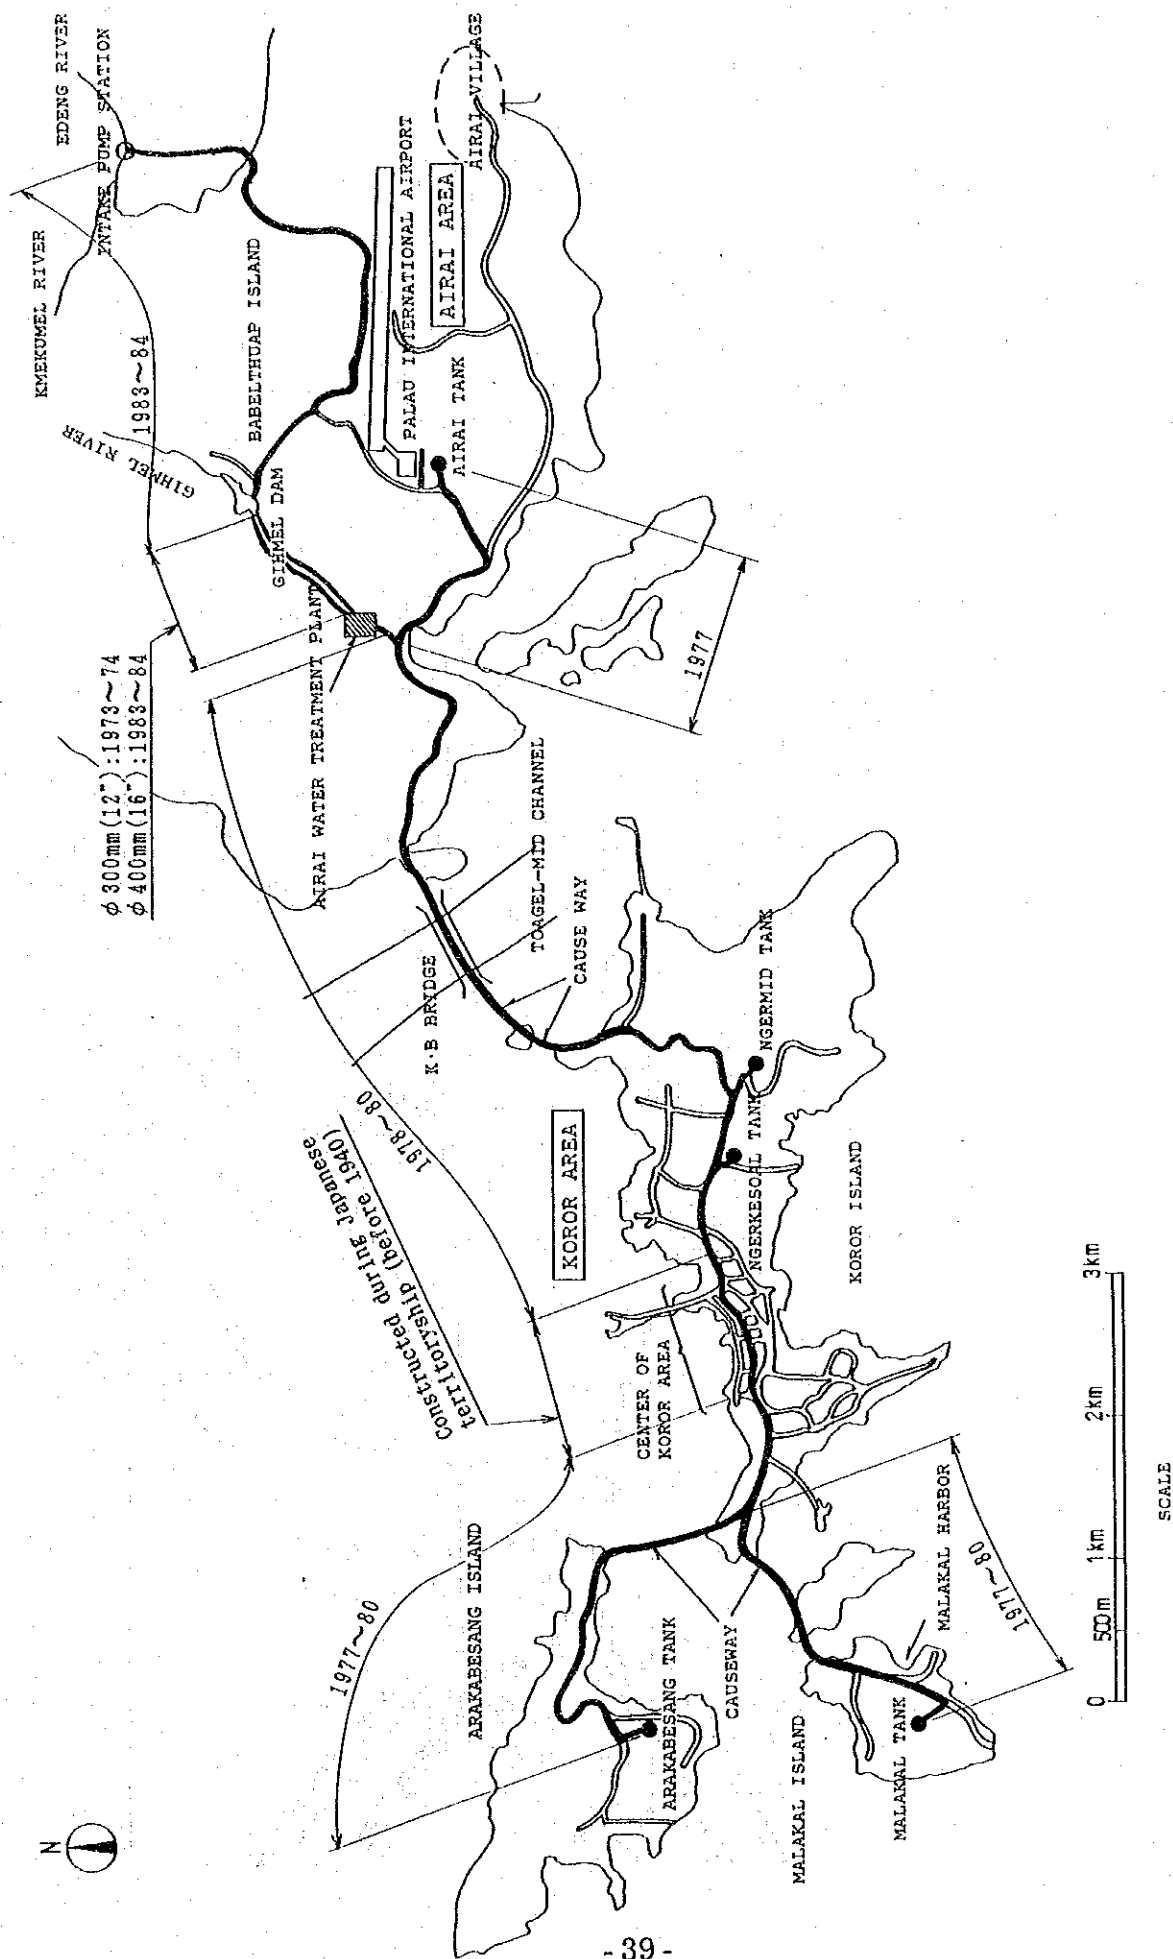 N
KMEKUMEL RIVER
EDENG RIVER
INTAKE PUMP STATION
1983~84
GIHMEL RIVER
BABELTHUAP ISLAND
GIHMEL DAM
PALAU INTERNATIONAL AIRPORT
AIRAI AREA
AIRAI VILLAGE
AIRAI TANK
φ300mm(12"):1973~74
φ400mm(16"):1983~84
AIRAI WATER TREATMENT PLANT
1977
TOAGEL-MID CHANNEL
CAUSE WAY
K·B BRIDGE
1978~80
Constructed during Japanese
territoryship (before 1940)
KOROR AREA
NGERMID TANK
NGERKESOAL TANK
KOROR ISLAND
CENTER OF
KOROR AREA
1977~80
ARAKABESANG ISLAND
ARAKABESANG TANK
CAUSEWAY
MALAKAL ISLAND
MALAKAL TANK
MALAKAL HARBOR
1977~80
0 500m 1km 2km 3km
SCALE
- 39 -